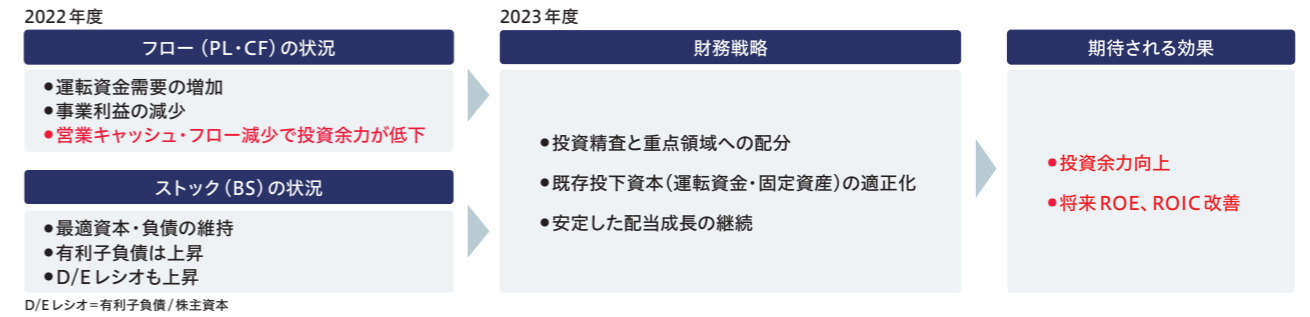 2022年度
フロー（PL・CF）の状況
●運転資金需要の増加
●事業利益の減少
●営業キャッシュ・フロー減少で投資余力が低下
ストック（BS）の状況
●最適資本・負債の維持
●有利子負債は上昇
●D/Eレシオも上昇
D/Eレシオ＝有利子負債/株主資本
2023年度
財務戦略
●投資精査と重点領域への配分
●既存投下資本（運転資金・固定資産）の適正化
●安定した配当成長の継続
期待される効果
●投資余力向上
●将来ROE、ROIC改善